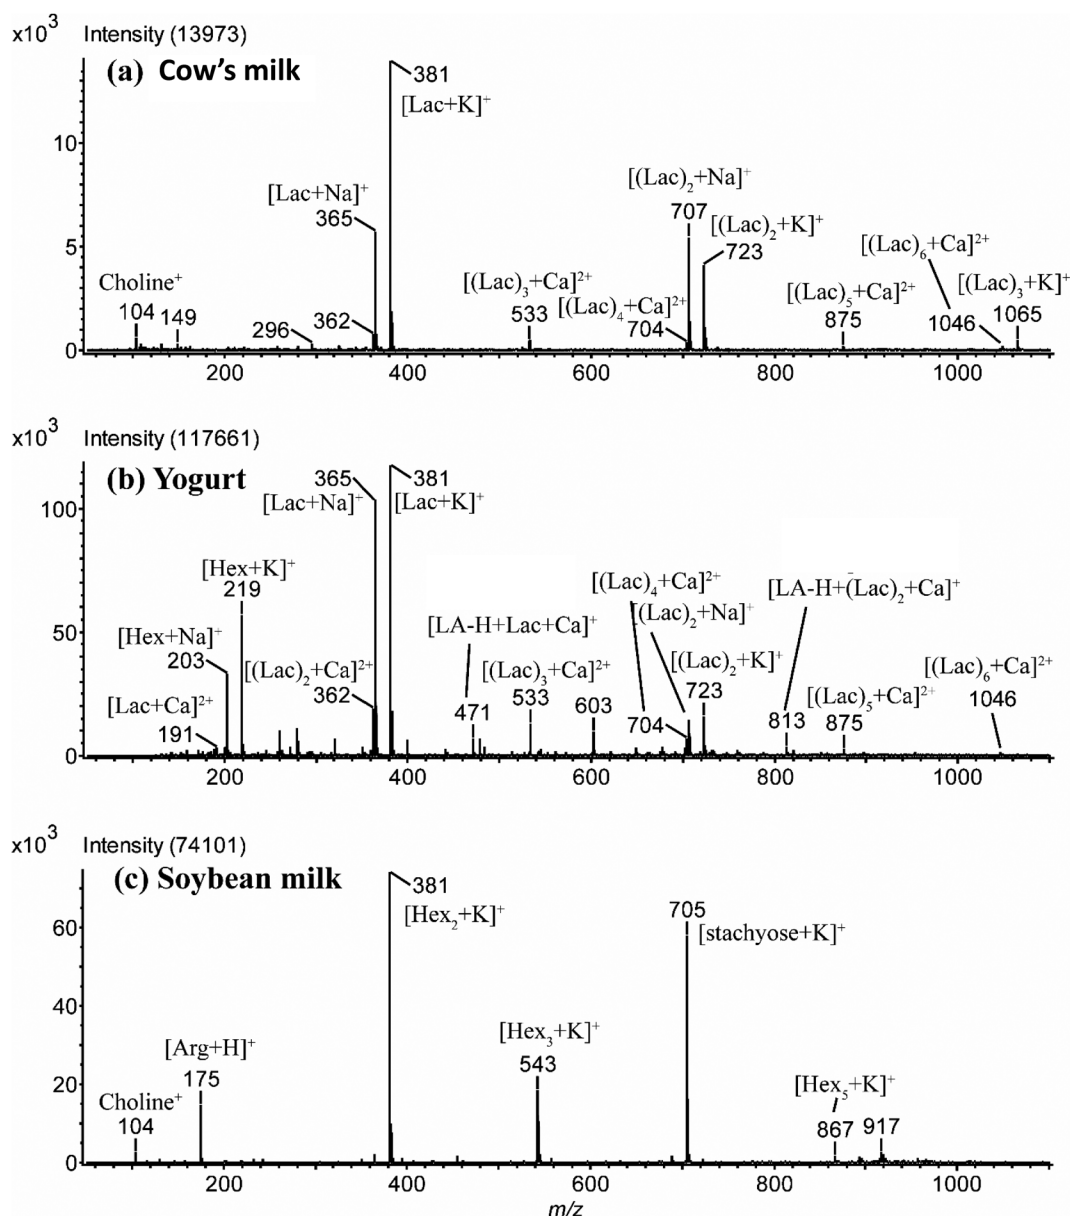 x10³ Intensity (13973)
(a) Cow's milk
381
[Lac+K]⁺
10
[Lac+Na]⁺
365
[(Lac)₂+Na]⁺
707
[(Lac)₂+K]⁺
723
5
[(Lac)₆+Ca]²⁺
Choline⁺
104
149
296
362
[(Lac)₃+Ca]²⁺
533
[(Lac)₄+Ca]²⁺
704
[(Lac)₅+Ca]²⁺
875
1046
[(Lac)₃+K]⁺
1065
0
200 400 600 800 1000
x10³ Intensity (117661)
(b) Yogurt
365
[Lac+Na]⁺
381
[Lac+K]⁺
100
[Hex+K]⁺
219
[(Lac)₄+Ca]²⁺
[(Lac)₂+Na]⁺
[LA-H+(Lac)₂+Ca]⁺
50
[Hex+Na]⁺
203
[LA-H+Lac+Ca]⁺
471
[(Lac)₂+Ca]²⁺
362
[(Lac)₃+Ca]²⁺
533
603
[(Lac)₂+K]⁺
723
704
[Lac+Ca]²⁺
191
813
[(Lac)₅+Ca]²⁺
875
[(Lac)₆+Ca]²⁺
1046
0
200 400 600 800 1000
x10³ Intensity (74101)
(c) Soybean milk
381
[Hex₂+K]⁺
705
[stachyose+K]⁺
60
40
[Arg+H]⁺
175
[Hex₃+K]⁺
543
20
Choline⁺
104
[Hex₅+K]⁺
867 917
0
200 400 600 800 1000
m/z